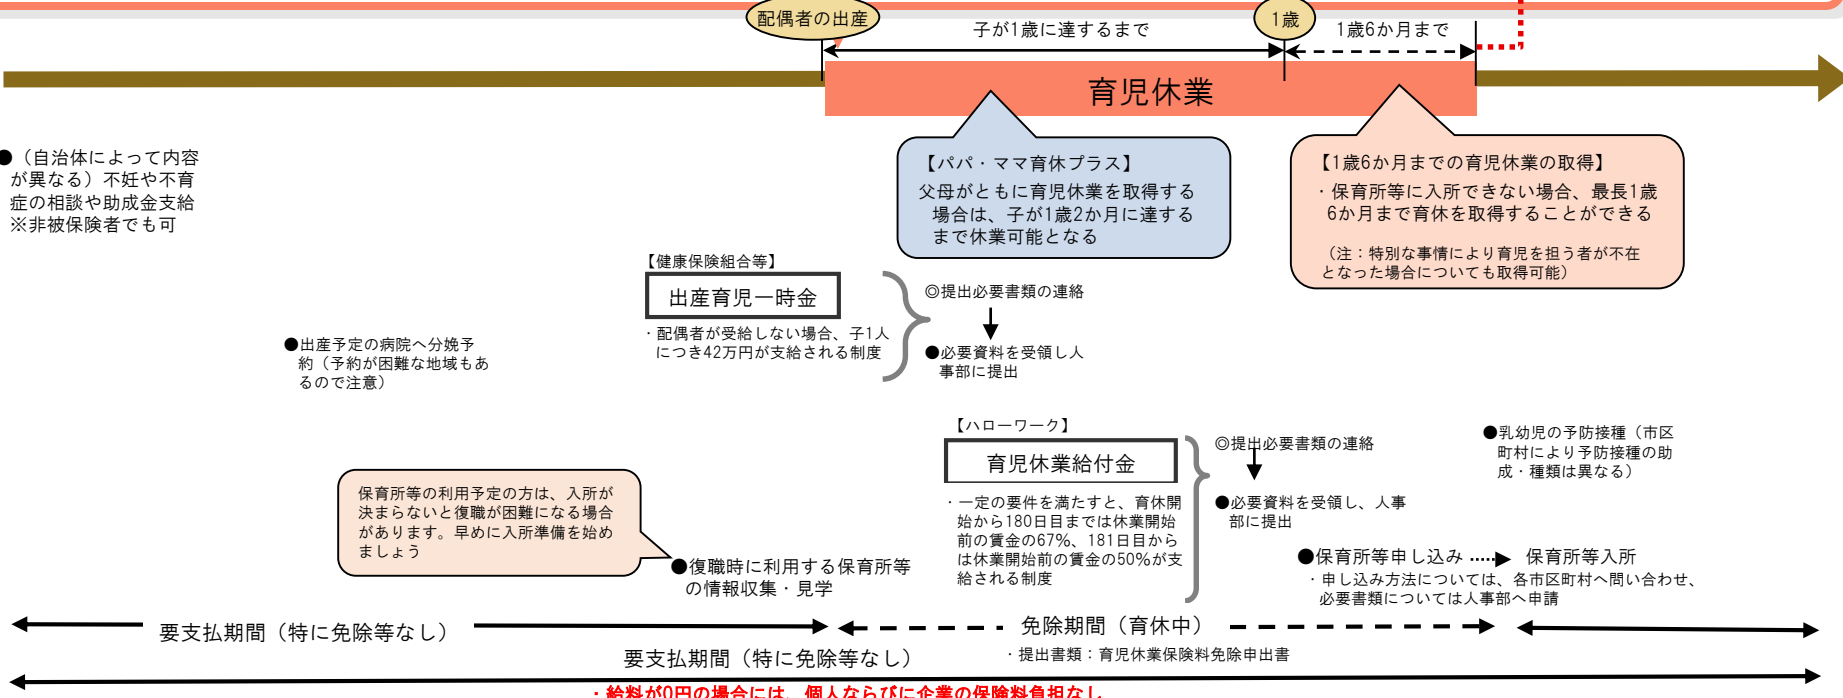 配偶者の出産
子が1歳に達するまで
1歳
1歳6か月まで
育児休業
●（自治体によって内容
が異なる）不妊や不育
症の相談や助成金支給
※非被保険者でも可
【パパ・ママ育休プラス】
父母がともに育児休業を取得する
場合は、子が1歳2か月に達する
まで休業可能となる
【1歳6か月までの育児休業の取得】
・保育所等に入所できない場合、最長1歳
6か月まで育休を取得することができる
（注：特別な事情により育児を担う者が不在
となった場合についても取得可能）
【健康保険組合等】
出産育児一時金
・配偶者が受給しない場合、子1人
につき42万円が支給される制度
◎提出必要書類の連絡
●必要資料を受領し人
事部に提出
●出産予定の病院へ分娩予
約（予約が困難な地域もあ
るので注意）
【ハローワーク】
育児休業給付金
・一定の要件を満たすと、育休開
始から180日目までは休業開始
前の賃金の67%、181日目から
は休業開始前の賃金の50%が支
給される制度
◎提出必要書類の連絡
●必要資料を受領し、人事
部に提出
●乳幼児の予防接種（市区
町村により予防接種の助
成・種類は異なる）
保育所等の利用予定の方は、入所が
決まらないと復職が困難になる場合
があります。早めに入所準備を始め
ましょう
●復職時に利用する保育所等
の情報収集・見学
●保育所等申し込み
保育所等入所
・申し込み方法については、各市区町村へ問い合わせ、
必要書類については人事部へ申請
要支払期間（特に免除等なし）
免除期間（育休中）
・提出書類：育児休業保険料免除申出書
要支払期間（特に免除等なし）
・給料が0円の場合には、個人ならびに企業の保険料負担なし